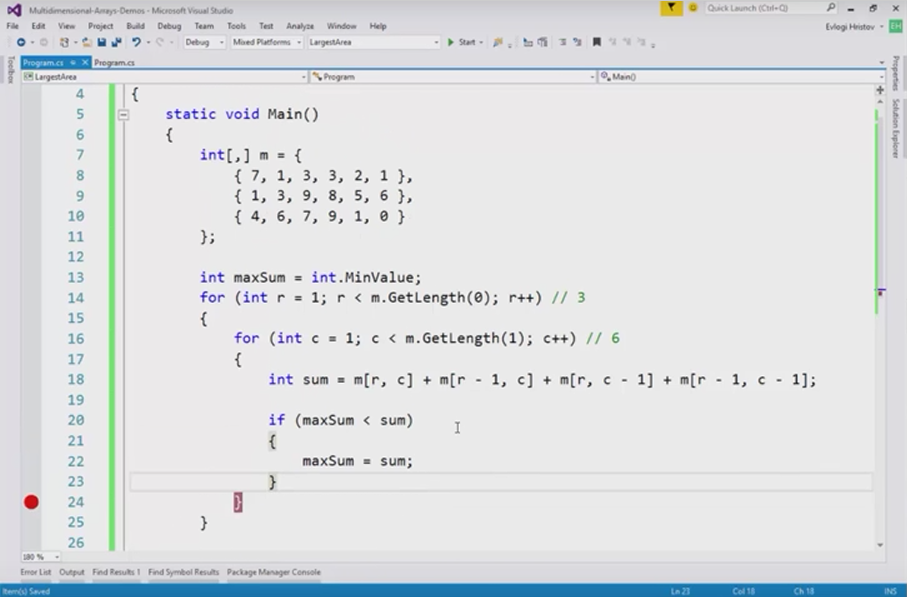 Multidimensional-Arrays-Demos - Microsoft Visual Studio
Quick Launch (Ctrl+Q)
File Edit View Project Build Debug Team Tools Test Analyze Window Help
Evlogi Hristov EH
Debug Mixed Platforms LargestArea Start
Toolbox
Program.cs Program.cs
LargestArea Program Main()
Properties
Solution Explorer
4 {
5 static void Main()
6 {
7 int[,] m = {
8 { 7, 1, 3, 3, 2, 1 },
9 { 1, 3, 9, 8, 5, 6 },
10 { 4, 6, 7, 9, 1, 0 }
11 };
12
13 int maxSum = int.MinValue;
14 for (int r = 1; r < m.GetLength(0); r++) // 3
15 {
16 for (int c = 1; c < m.GetLength(1); c++) // 6
17 {
18 int sum = m[r, c] + m[r - 1, c] + m[r, c - 1] + m[r - 1, c - 1];
19
20 if (maxSum < sum)
21 {
22 maxSum = sum;
23 }
24 }
25 }
26
180 %
Error List Output Find Results 1 Find Symbol Results Package Manager Console
Item(s) Saved Ln 23 Col 18 Ch 18 INS